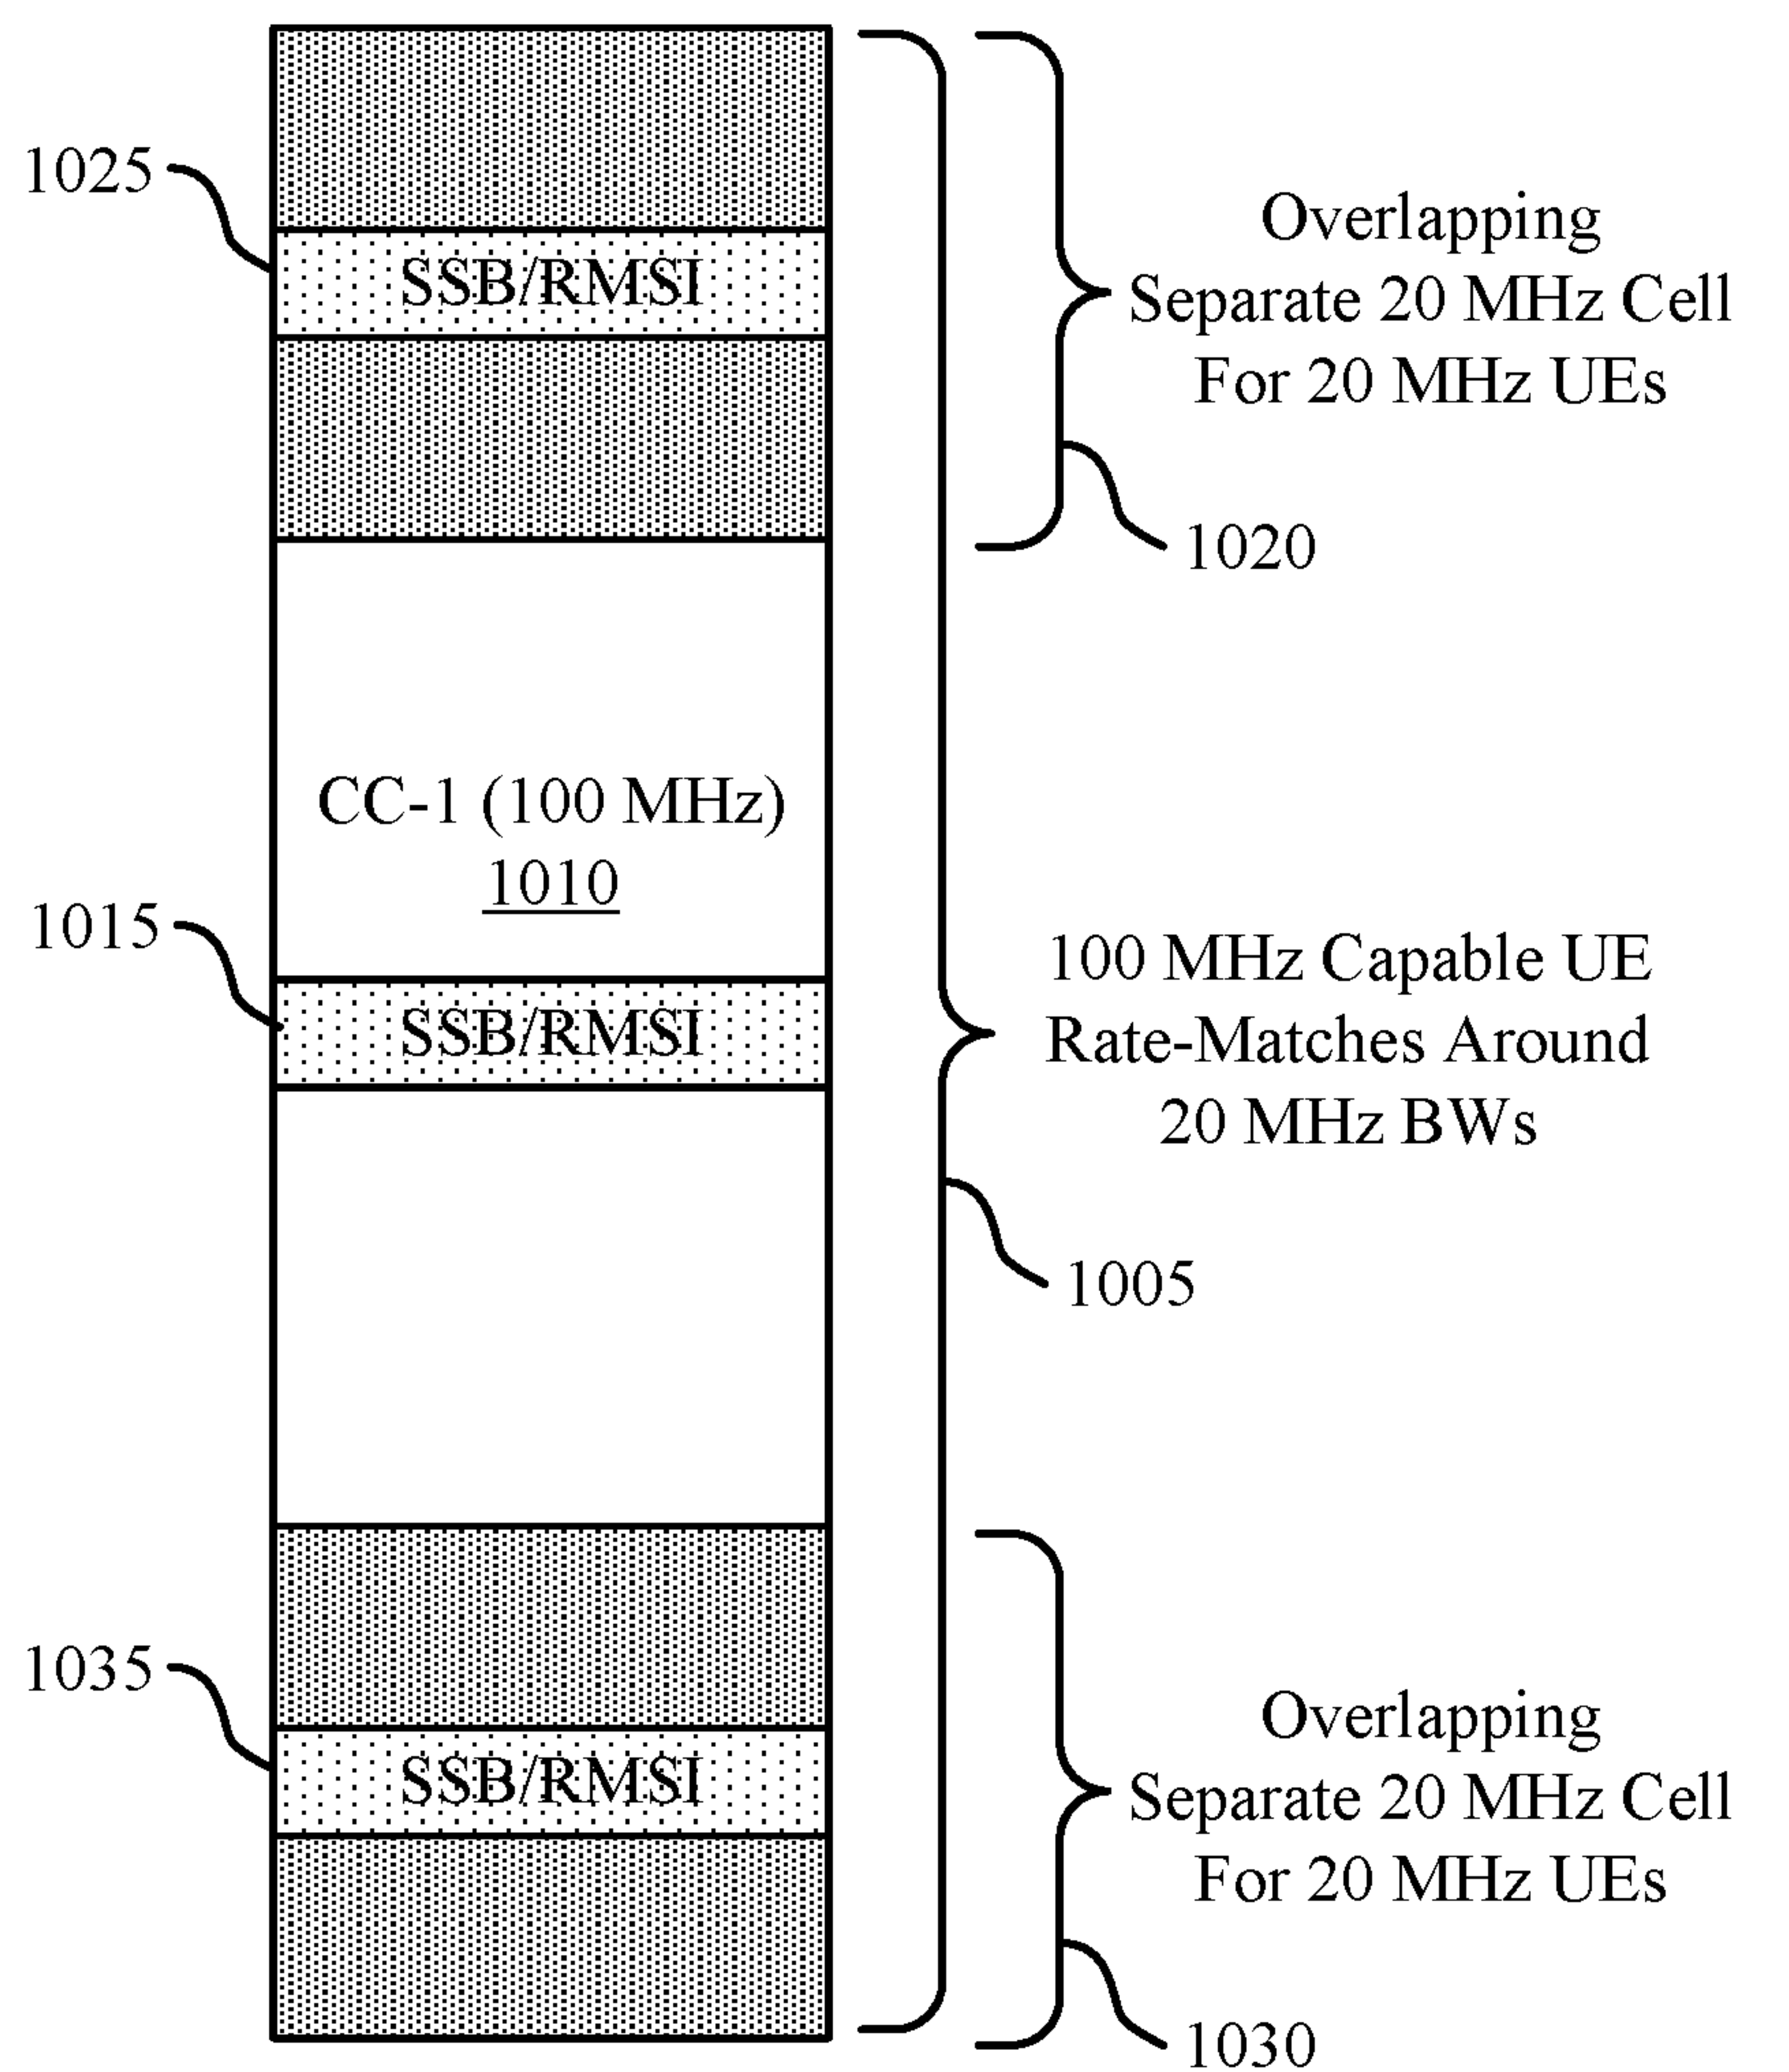 1025
SSB/RMSI
Overlapping
Separate 20 MHz Cell
For 20 MHz UEs
1020
CC-1 (100 MHz)
1010
1015
SSB/RMSI
100 MHz Capable UE
Rate-Matches Around
20 MHz BWs
1005
1035
SSB/RMSI
Overlapping
Separate 20 MHz Cell
For 20 MHz UEs
1030